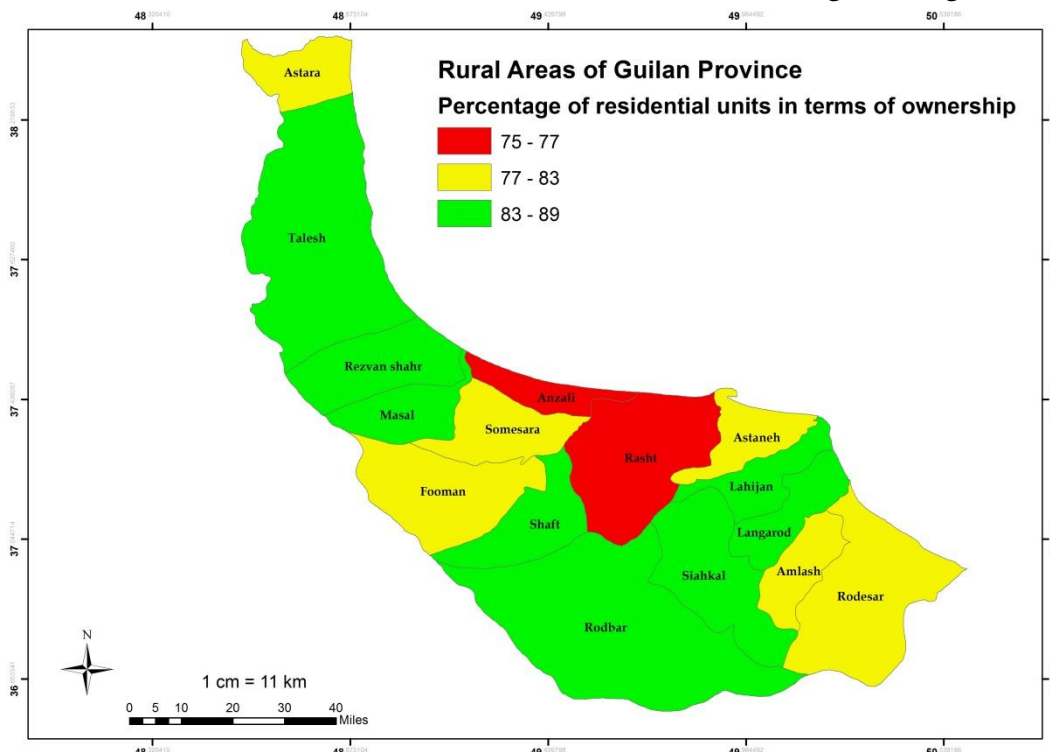 48
48
49
49
50
Rural Areas of Guilan Province
Percentage of residential units in terms of ownership
75 - 77
77 - 83
83 - 89
Astara
38
Talesh
37
Rezvan shahr
Anzali
37
Masal
Somesara
Astaneh
Rasht
Fooman
Lahijan
Shaft
Langarod
37
Siahkal
Amlash
Rodesar
Rodbar
N
36
1 cm = 11 km
0 5 10 20 30 40
Miles
48
48
49
49
50